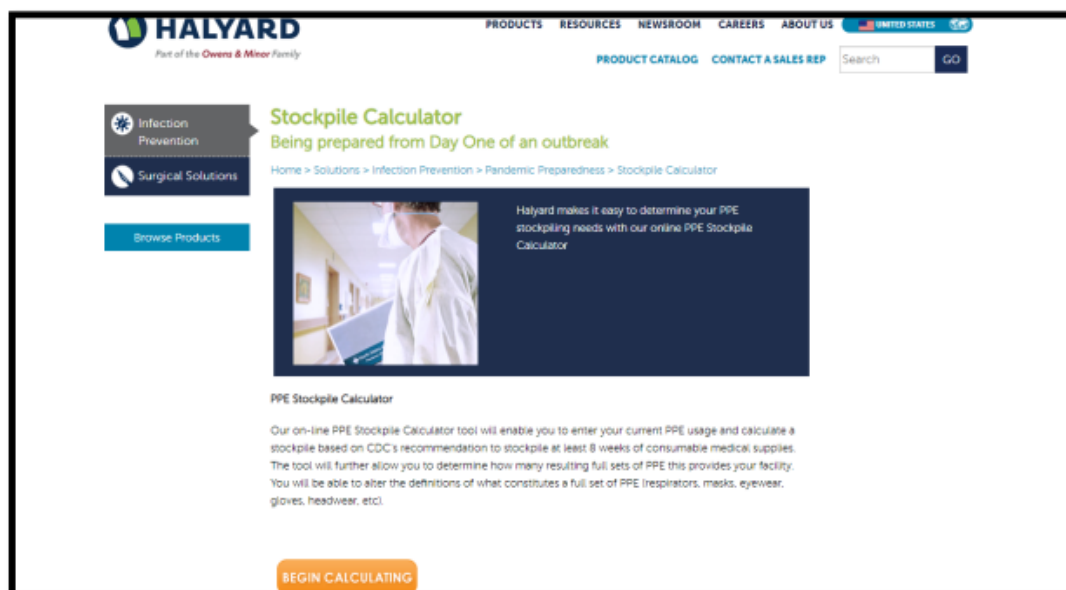 HALYARD
Part of the Owens & Minor Family
PRODUCTS RESOURCES NEWSROOM CAREERS ABOUT US UNITED STATES
PRODUCT CATALOG CONTACT A SALES REP Search GO
Infection
Prevention
Surgical Solutions
Browse Products
Stockpile Calculator
Being prepared from Day One of an outbreak
Home > Solutions > Infection Prevention > Pandemic Preparedness > Stockpile Calculator
Halyard makes it easy to determine your PPE
stockpiling needs with our online PPE Stockpile
Calculator
PPE Stockpile Calculator
Our on-line PPE Stockpile Calculator tool will enable you to enter your current PPE usage and calculate a
stockpile based on CDC's recommendation to stockpile at least 8 weeks of consumable medical supplies.
The tool will further allow you to determine how many resulting full sets of PPE this provides your facility.
You will be able to alter the definitions of what constitutes a full set of PPE (respirators, masks, eyewear,
gloves, headwear, etc).
BEGIN CALCULATING